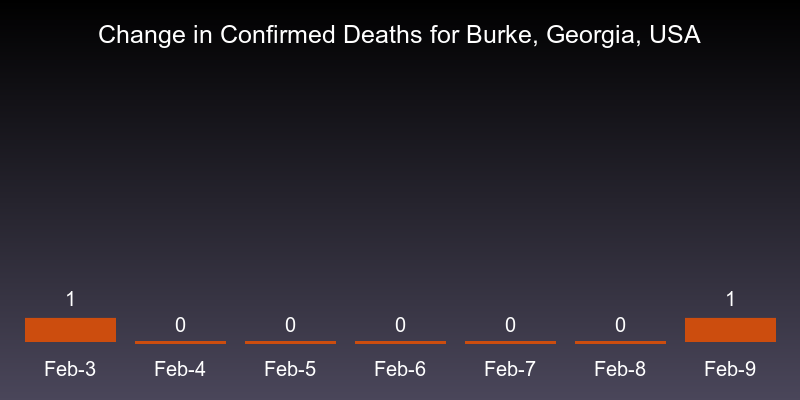 Change in Confirmed Deaths for Burke, Georgia, USA
1 0 0 0 0 0 1
Feb-3 Feb-4 Feb-5 Feb-6 Feb-7 Feb-8 Feb-9